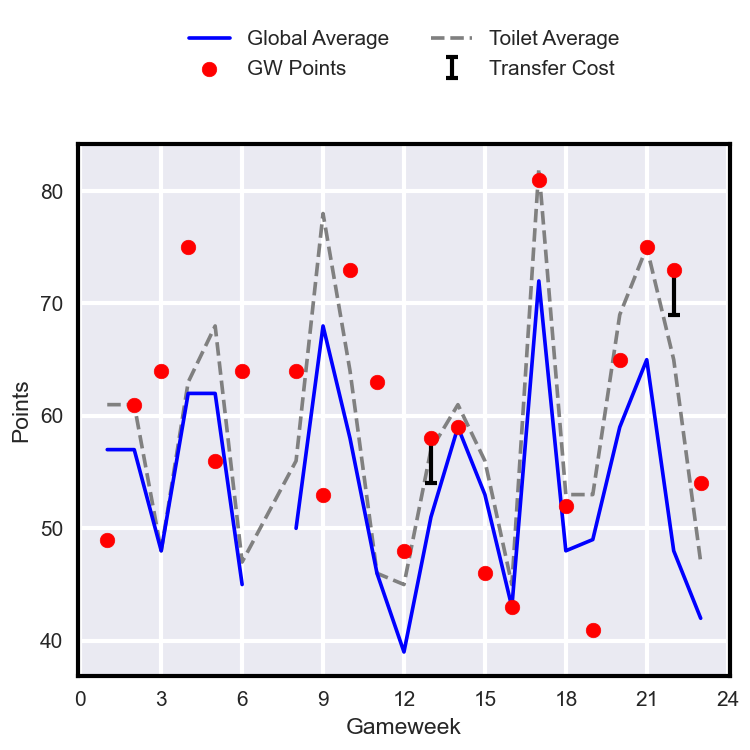 Global Average
Toilet Average
GW Points
Transfer Cost
80
70
60
50
40
Points
0 3 6 9 12 15 18 21 24
Gameweek